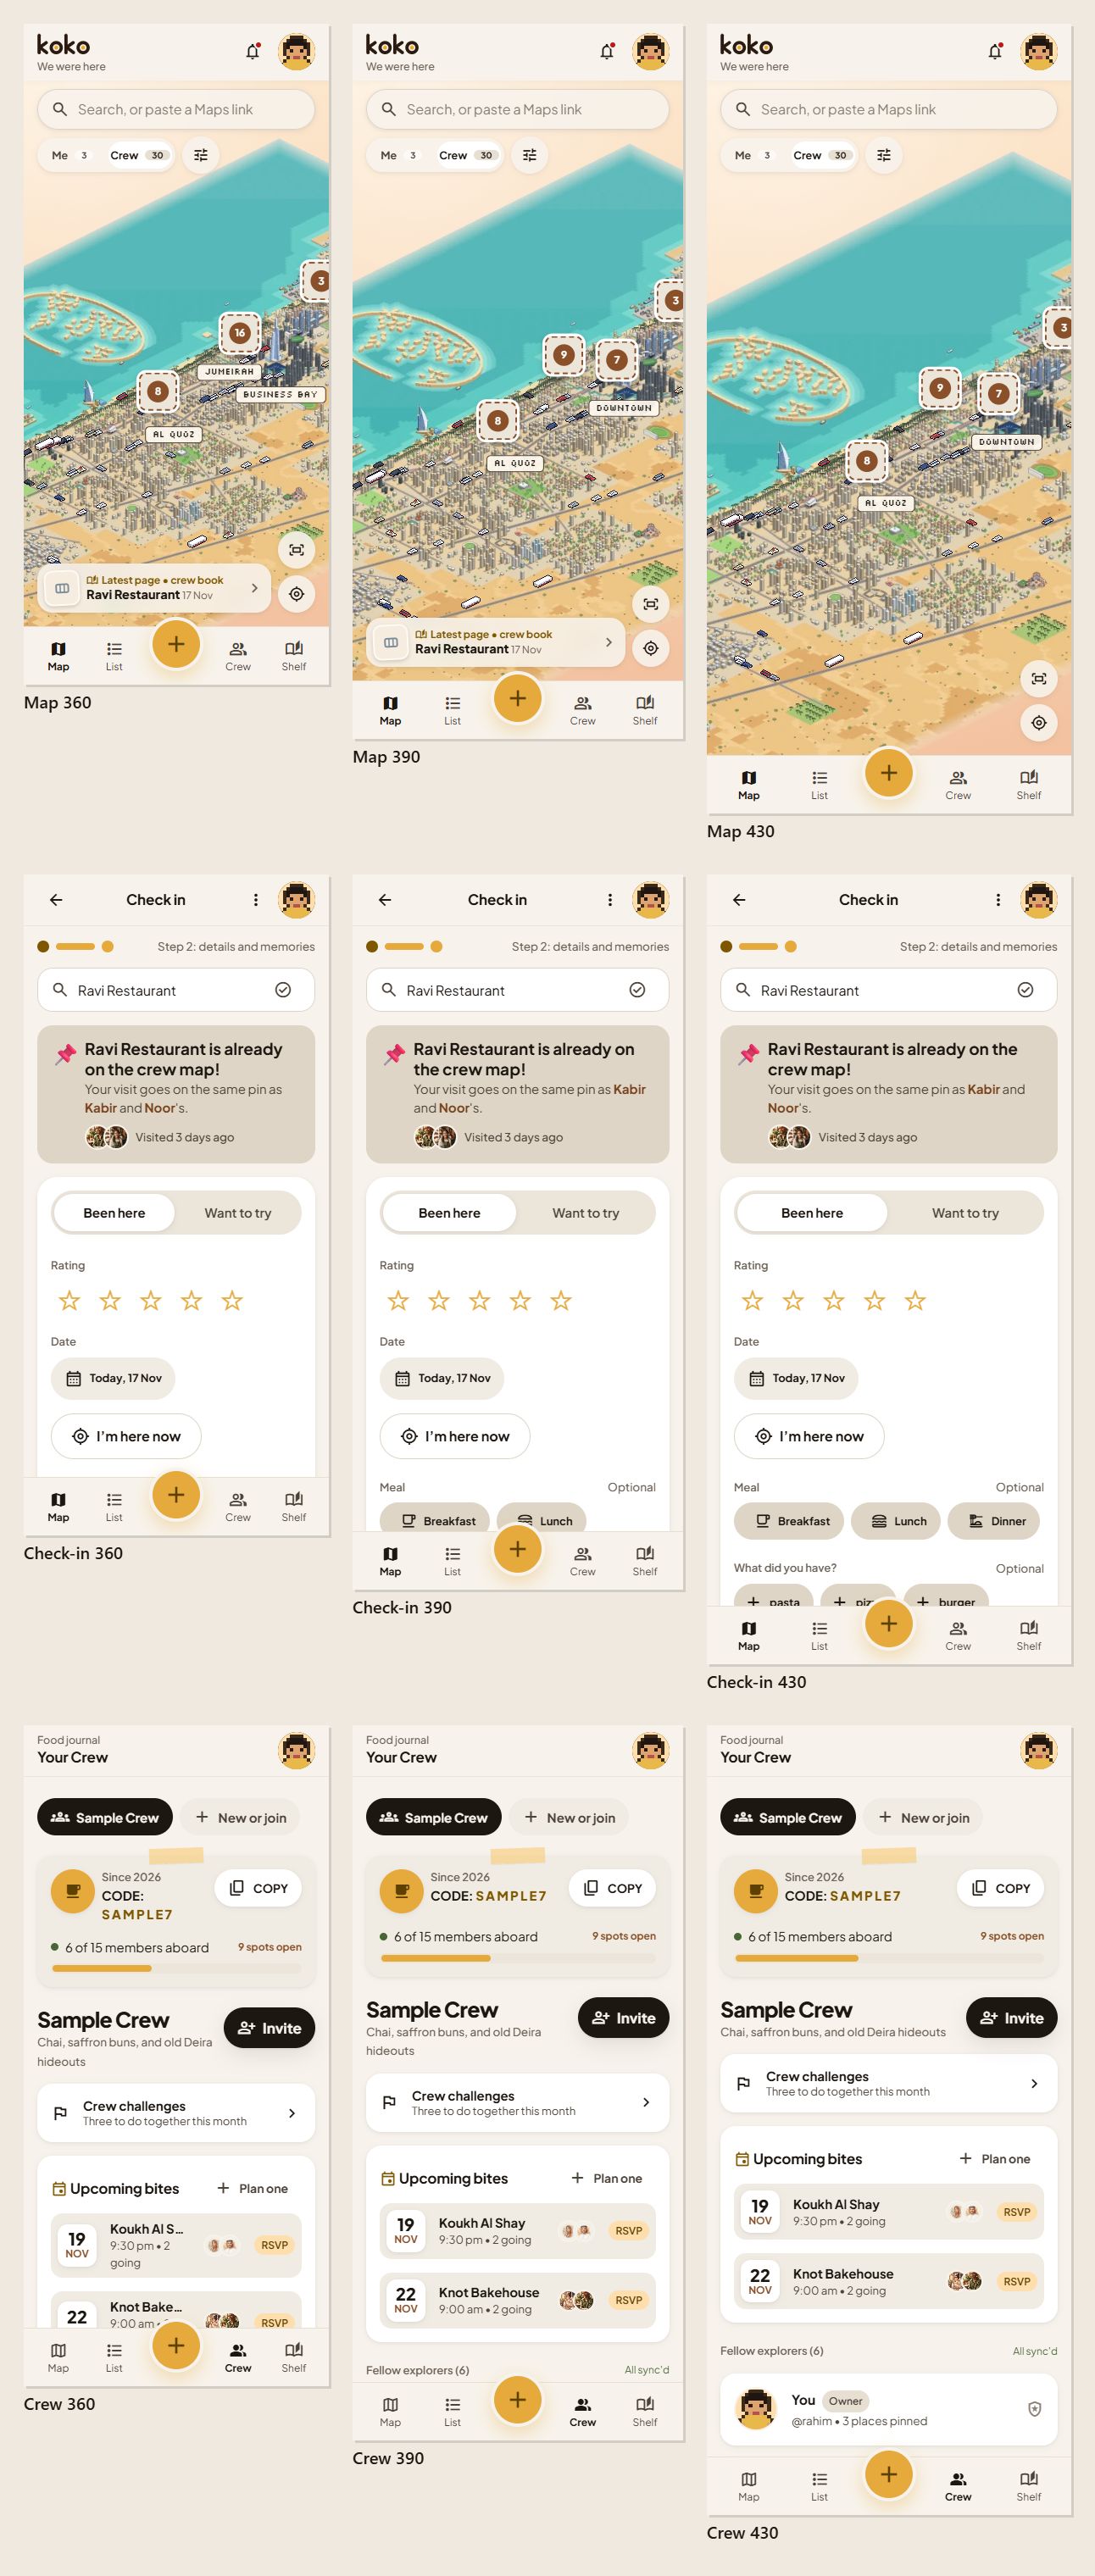 koko
We were here
Search, or paste a Maps link
Me 3 Crew 30
3
16
JUMEIRAH
8
BUSINESS BAY
AL QUOZ
Latest page • crew book
Ravi Restaurant 17 Nov
Map List Crew Shelf
Map 360
koko
We were here
Search, or paste a Maps link
Me 3 Crew 30
3
9
7
DOWNTOWN
8
AL QUOZ
Latest page • crew book
Ravi Restaurant 17 Nov
Map List Crew Shelf
Map 390
koko
We were here
Search, or paste a Maps link
Me 3 Crew 30
3
9
7
DOWNTOWN
8
AL QUOZ
Map List Crew Shelf
Map 430
Check in
Step 2: details and memories
Ravi Restaurant
Ravi Restaurant is already
on the crew map!
Your visit goes on the same pin as
Kabir and Noor's.
Visited 3 days ago
Been here Want to try
Rating
Date
Today, 17 Nov
I'm here now
Map List Crew Shelf
Check-in 360
Check in
Step 2: details and memories
Ravi Restaurant
Ravi Restaurant is already on
the crew map!
Your visit goes on the same pin as Kabir
and Noor's.
Visited 3 days ago
Been here Want to try
Rating
Date
Today, 17 Nov
I'm here now
Meal Optional
Breakfast Lunch
Map List Crew Shelf
Check-in 390
Check in
Step 2: details and memories
Ravi Restaurant
Ravi Restaurant is already on the
crew map!
Your visit goes on the same pin as Kabir and
Noor's.
Visited 3 days ago
Been here Want to try
Rating
Date
Today, 17 Nov
I'm here now
Meal Optional
Breakfast Lunch Dinner
What did you have? Optional
pasta burger
Map List Crew Shelf
Check-in 430
Food journal
Your Crew
Sample Crew New or join
Since 2026
CODE:
SAMPLE7
COPY
6 of 15 members aboard 9 spots open
Sample Crew
Chai, saffron buns, and old Deira
hideouts
Invite
Crew challenges
Three to do together this month
Upcoming bites Plan one
19
NOV
Koukh Al S...
9:30 pm • 2
going
RSVP
22
Knot Bake...
9:00 am •
RSVP
Map List Crew Shelf
Crew 360
Food journal
Your Crew
Sample Crew New or join
Since 2026
CODE: SAMPLE7
COPY
6 of 15 members aboard 9 spots open
Sample Crew
Chai, saffron buns, and old Deira
hideouts
Invite
Crew challenges
Three to do together this month
Upcoming bites Plan one
19
NOV
Koukh Al Shay
9:30 pm • 2 going
RSVP
22
NOV
Knot Bakehouse
9:00 am • 2 going
RSVP
Fellow explorers (6) All sync'd
Map List Crew Shelf
Crew 390
Food journal
Your Crew
Sample Crew New or join
Since 2026
CODE: SAMPLE7
COPY
6 of 15 members aboard 9 spots open
Sample Crew
Chai, saffron buns, and old Deira hideouts
Invite
Crew challenges
Three to do together this month
Upcoming bites Plan one
19
NOV
Koukh Al Shay
9:30 pm • 2 going
RSVP
22
NOV
Knot Bakehouse
9:00 am • 2 going
RSVP
Fellow explorers (6) All sync'd
You Owner
@rahim • 3 places pinned
Map List Crew Shelf
Crew 430